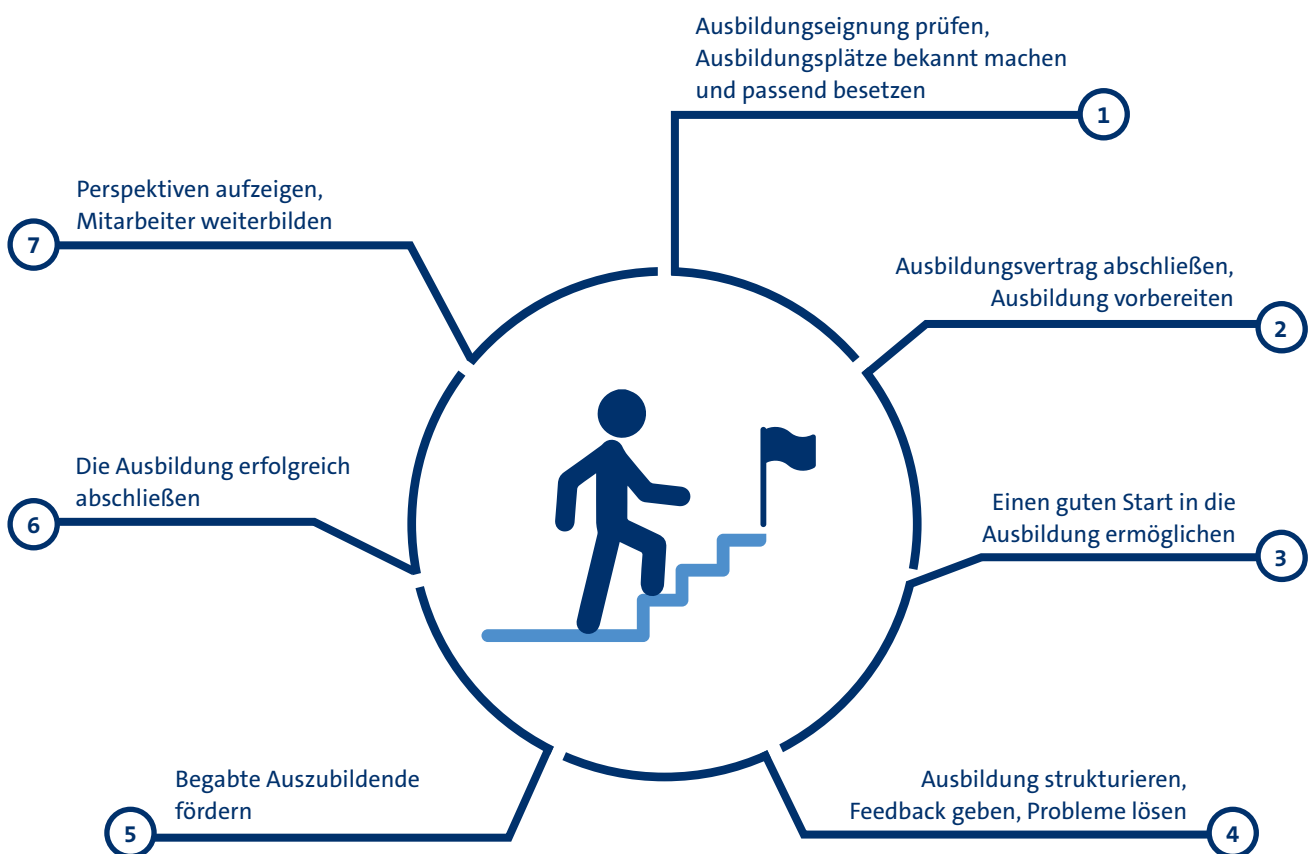 Ausbildungseignung prüfen,
Ausbildungsplätze bekannt machen
und passend besetzen
1
Ausbildungsvertrag abschließen,
Ausbildung vorbereiten
2
Einen guten Start in die
Ausbildung ermöglichen
3
Ausbildung strukturieren,
Feedback geben, Probleme lösen
4
Begabte Auszubildende
fördern
5
Die Ausbildung erfolgreich
abschließen
6
Perspektiven aufzeigen,
Mitarbeiter weiterbilden
7